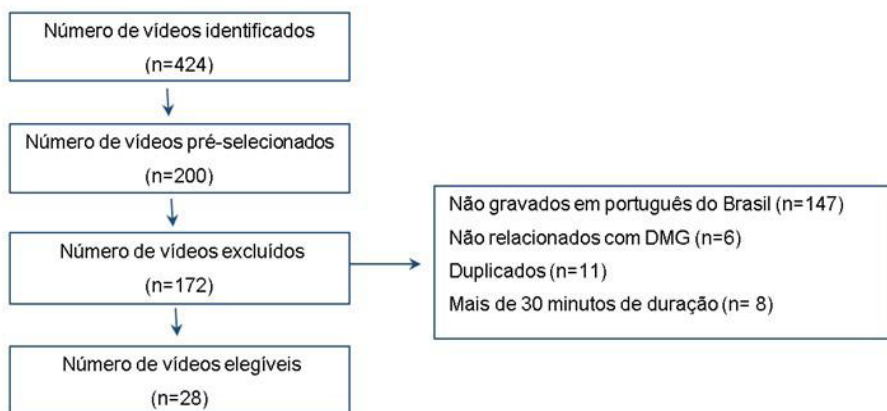 Número de vídeos identificados
(n=424)
Número de vídeos pré-selecionados
(n=200)
Número de vídeos excluídos
(n=172)
Não gravados em português do Brasil (n=147)
Não relacionados com DMG (n=6)
Duplicados (n=11)
Mais de 30 minutos de duração (n= 8)
Número de vídeos elegíveis
(n=28)